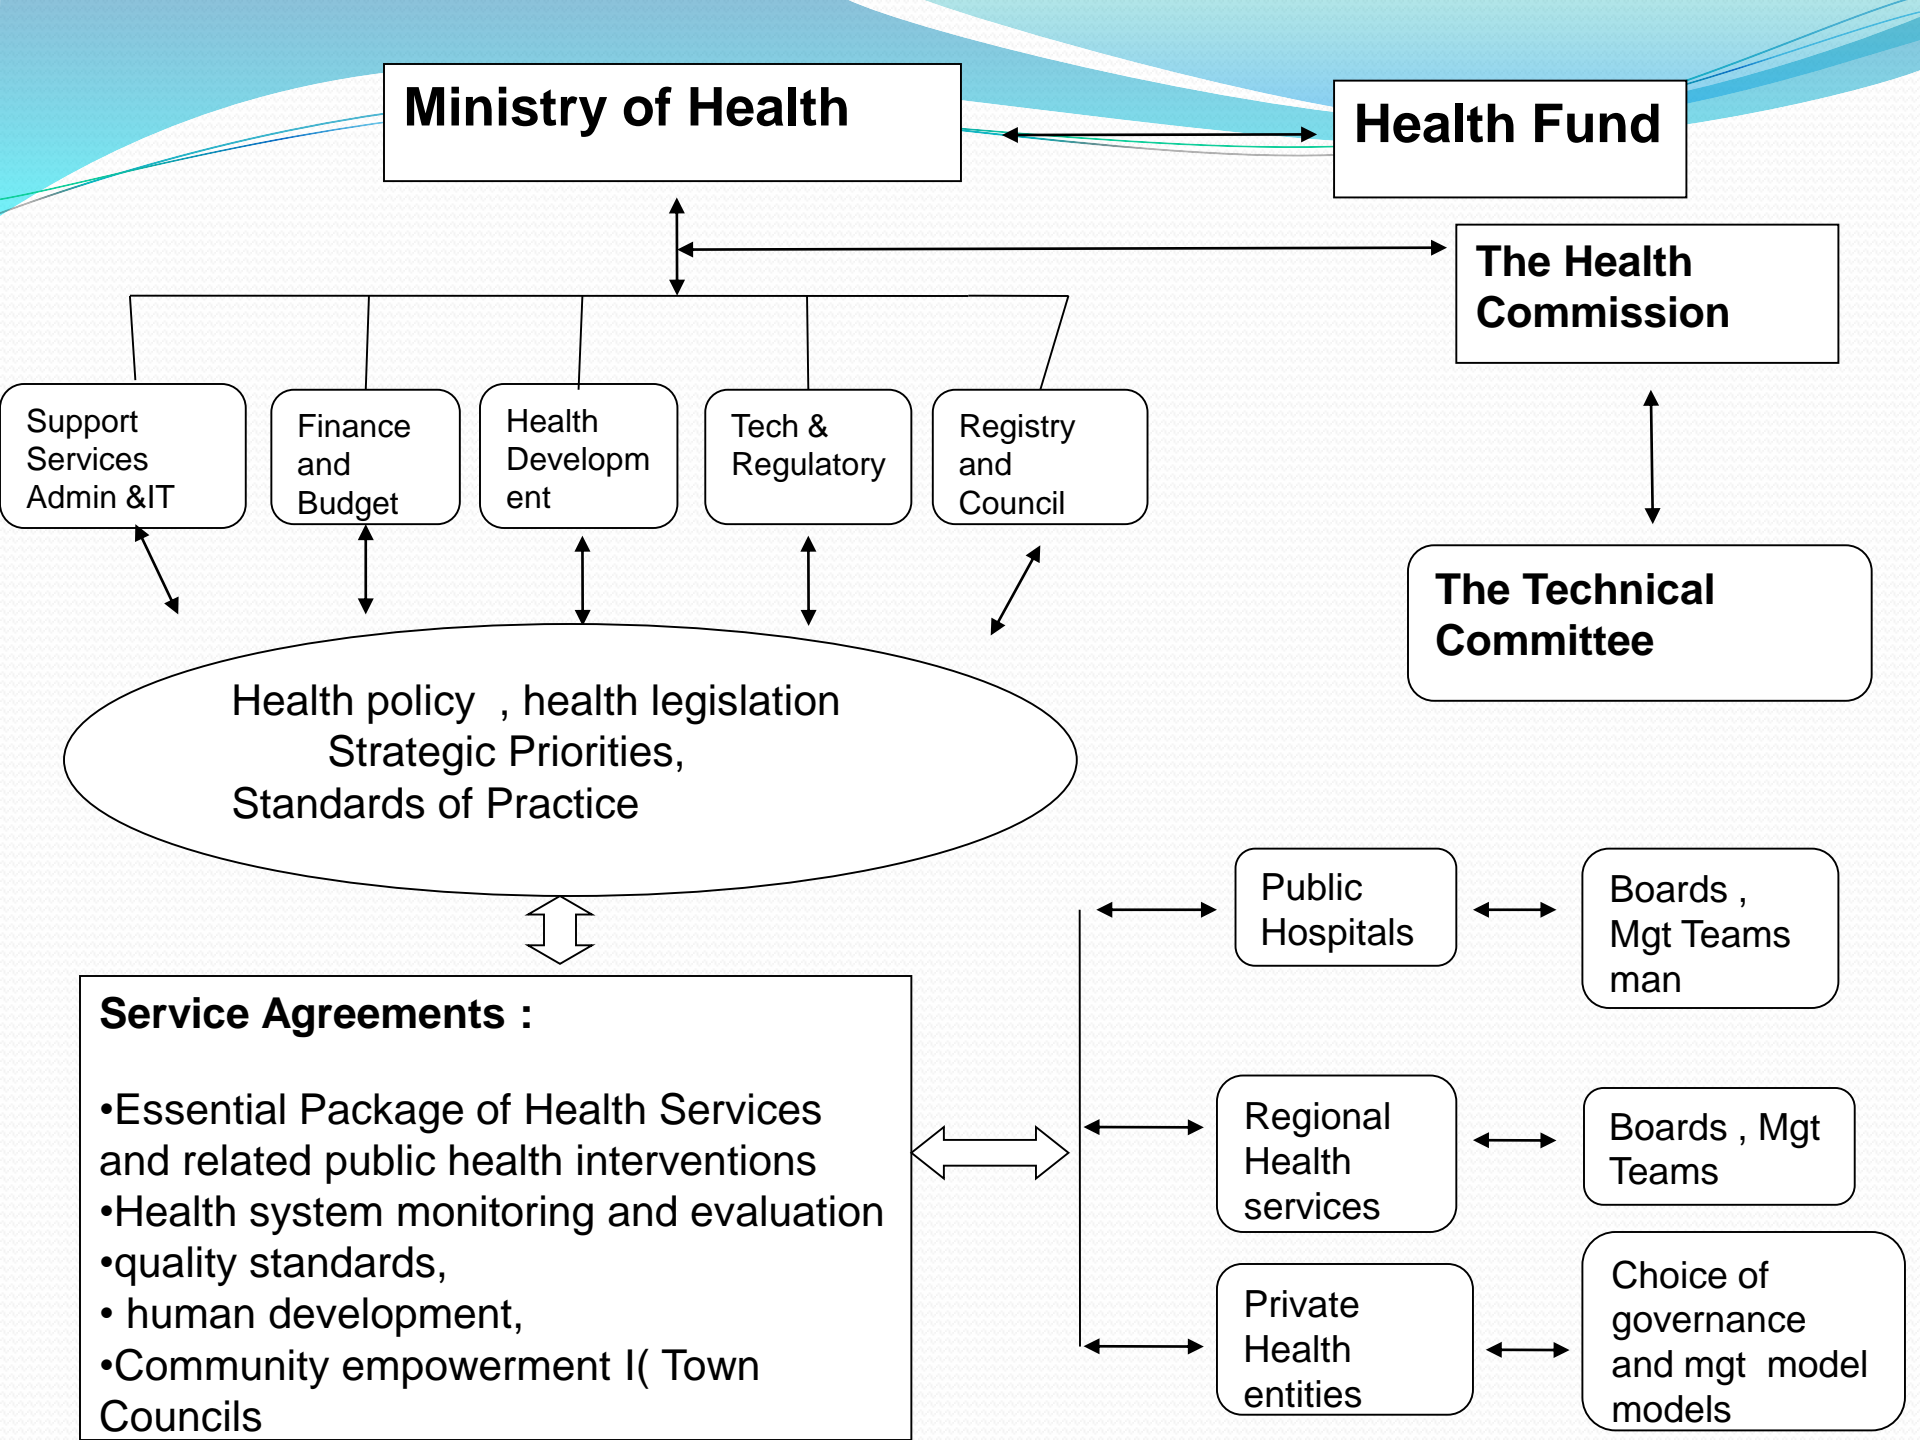 Ministry of Health
Health Fund
The Health
Commission
Support
Services
Admin &IT
Finance
and
Budget
Health
Developm
ent
Tech &
Regulatory
Registry
and
Council
The Technical
Committee
Health policy , health legislation
Strategic Priorities,
Standards of Practice
Public
Hospitals
Boards ,
Mgt Teams
man
Service Agreements :
•Essential Package of Health Services
and related public health interventions
•Health system monitoring and evaluation
•quality standards,
• human development,
•Community empowerment I( Town
Councils
Regional
Health
services
Boards , Mgt
Teams
Private
Health
entities
Choice of
governance
and mgt model
models